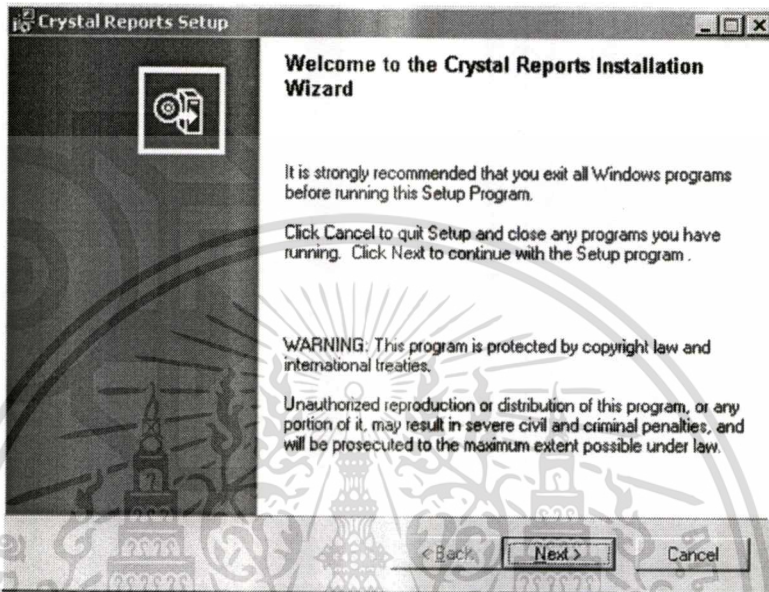 Crystal Reports Setup
Welcome to the Crystal Reports Installation
Wizard
It is strongly recommended that you exit all Windows programs
before running this Setup Program.
Click Cancel to quit Setup and close any programs you have
running. Click Next to continue with the Setup program .
WARNING: This program is protected by copyright law and
international treaties.
Unauthorized reproduction or distribution of this program, or any
portion of it, may result in severe civil and criminal penalties, and
will be prosecuted to the maximum extent possible under law.
< Back Next > Cancel